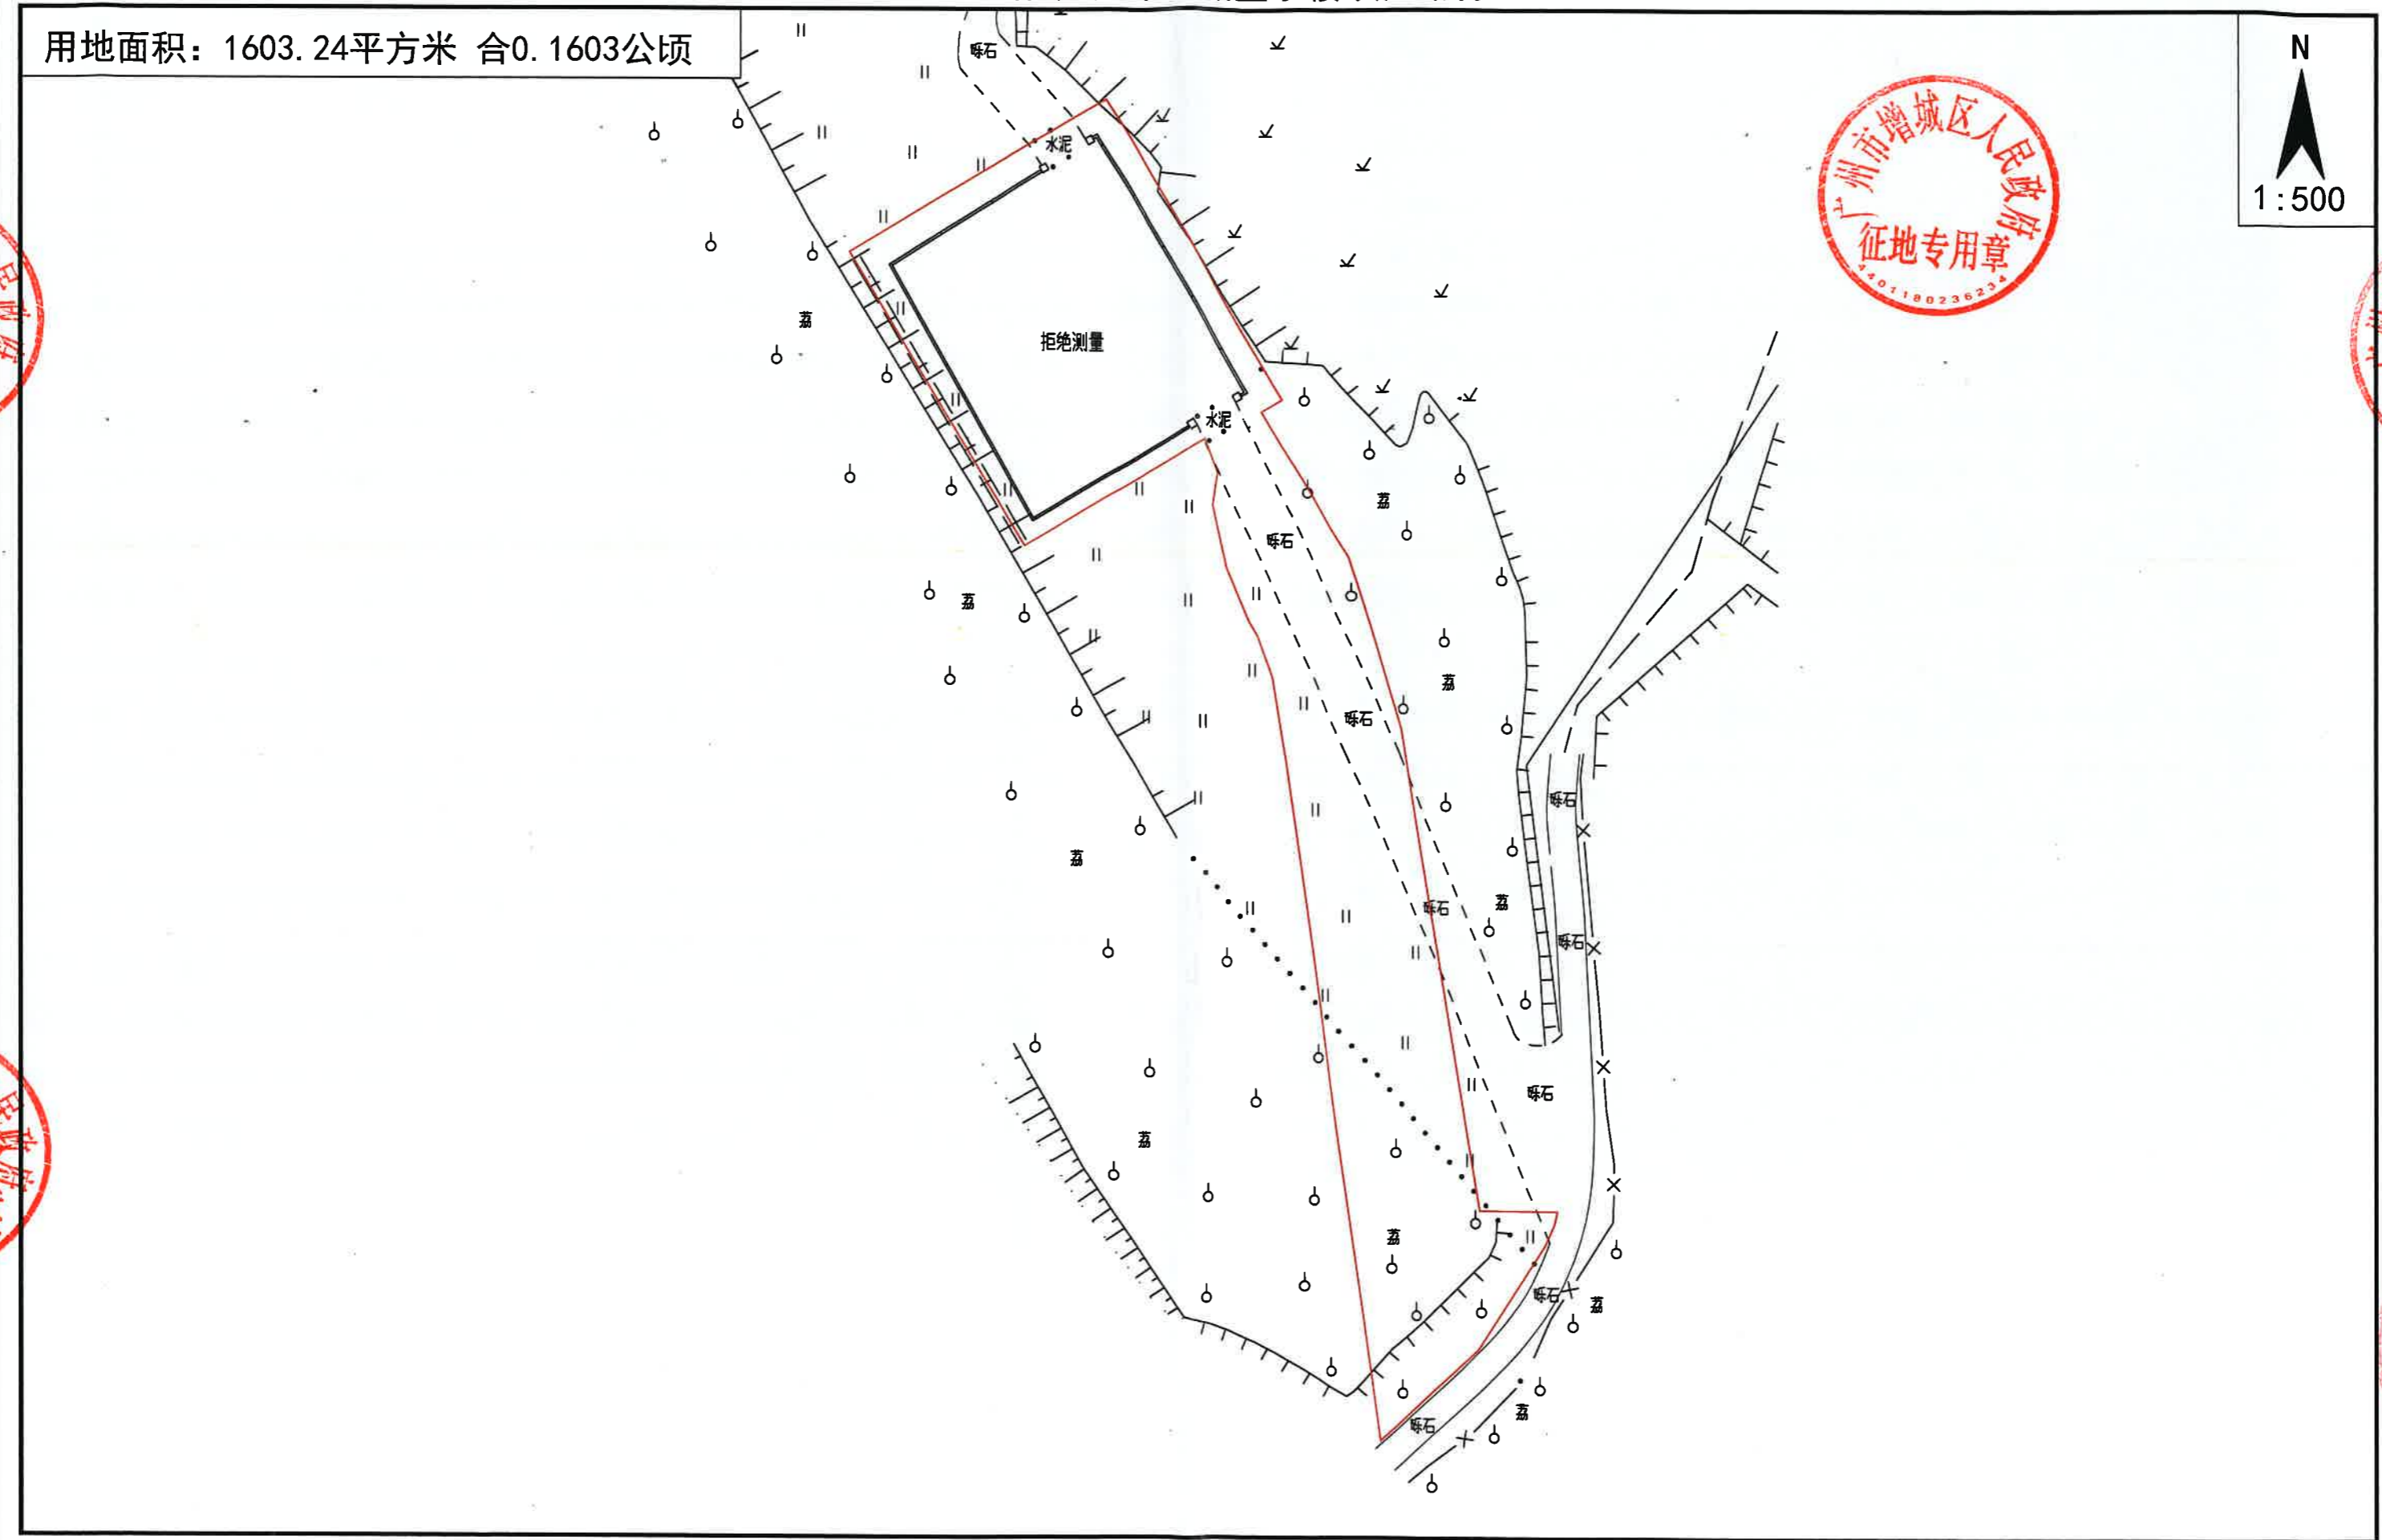 用地面积：1603.24平方米 合0.1603公顷
N
1:500
广州市增城区人民政府
征地专用章
4401180236234
砾石
水泥
荔
拒绝测量
水泥
荔
砾石
荔
荔
砾石
砾石
荔
荔
砾石
砾石
砾石
荔
荔
砾石
荔
荔
砾石